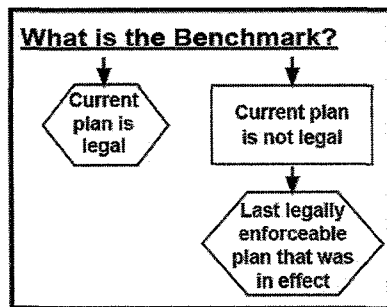 What is the Benchmark?
Current
plan is
legal
Current plan
is not legal
Last legally
enforceable
plan that was
in effect